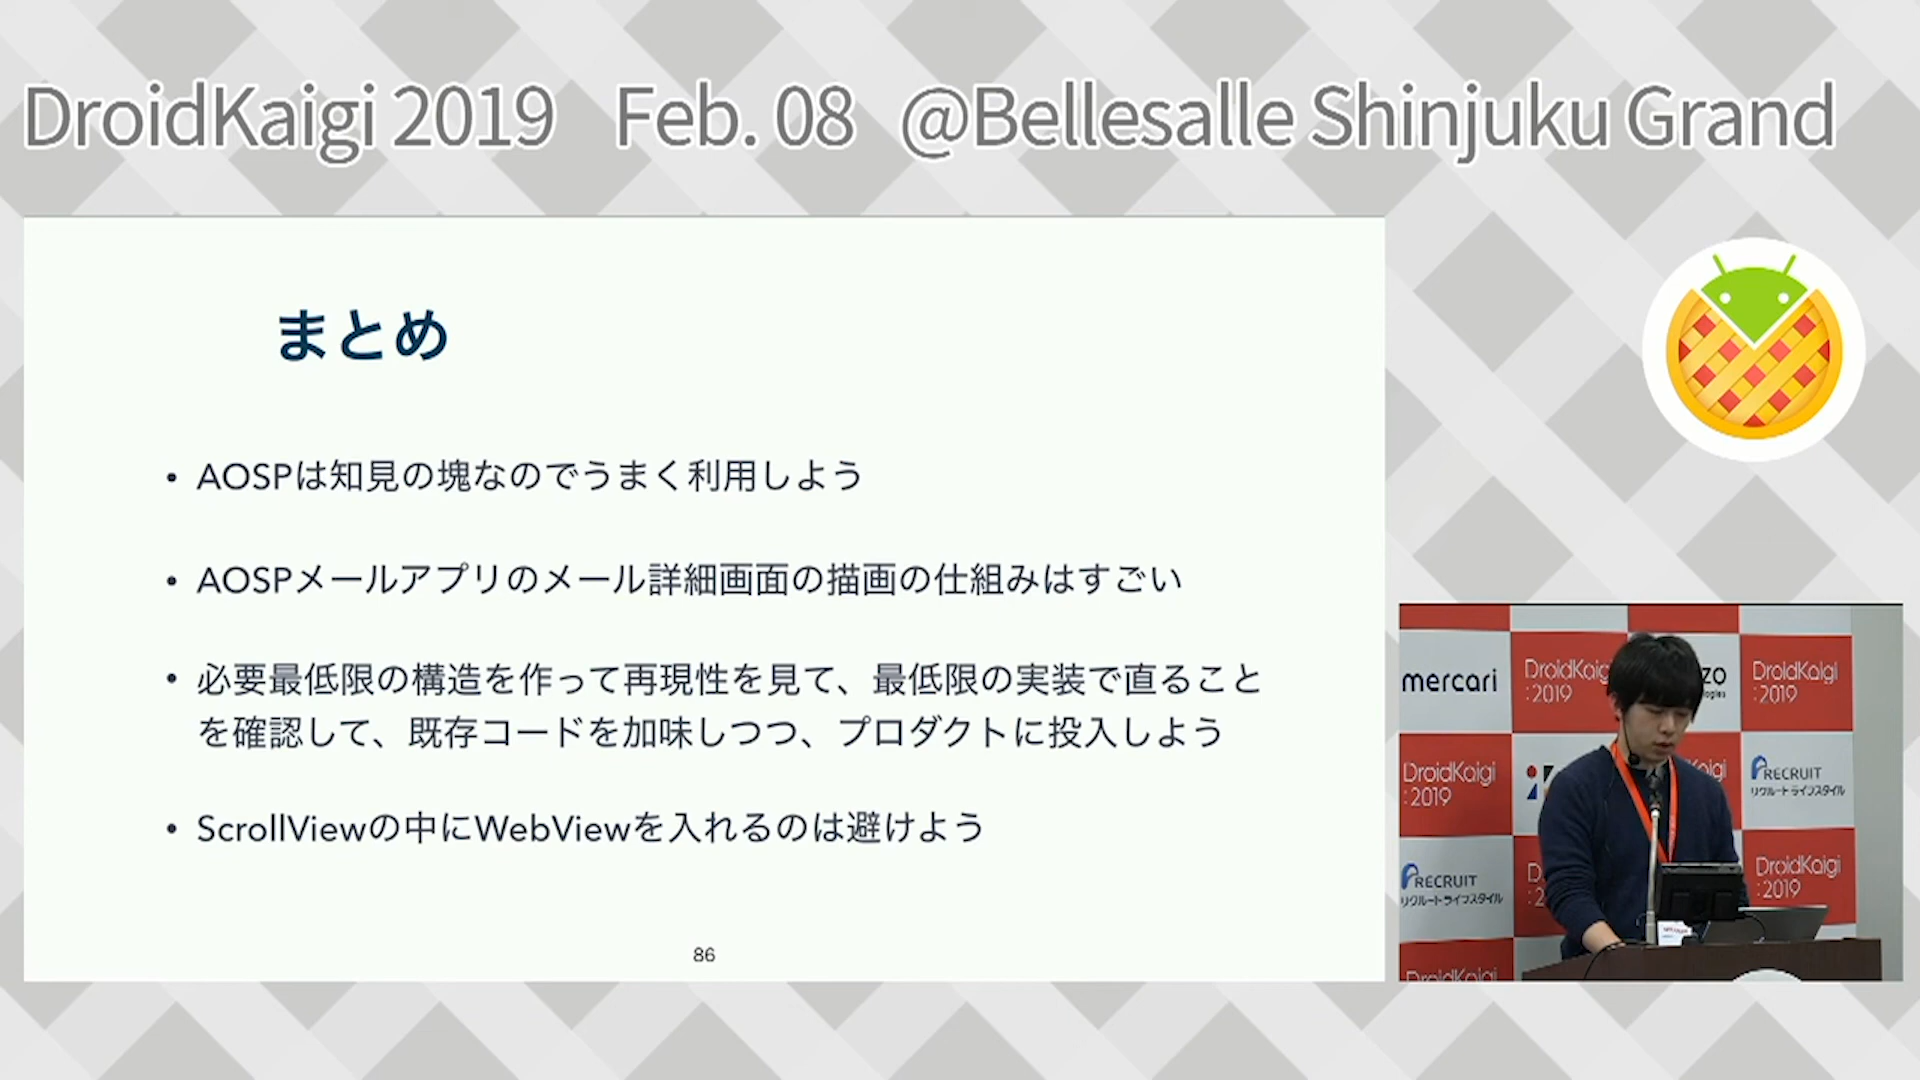 DroidKaigi 2019 Feb. 08 @Bellesalle Shinjuku Grand
まとめ
• AOSPは知見の塊なのでうまく利用しよう
• AOSPメールアプリのメール詳細画面の描画の仕組みはすごい
• 必要最低限の構造を作って再現性を見て、最低限の実装で直ること
を確認して、既存コードを加味しつつ、プロダクトに投入しよう
• ScrollViewの中にWebViewを入れるのは避けよう
86
mercari
DroidKaigi
:2019
DroidKaigi
:2019
DroidKaigi
:2019
RECRUIT
リクルートライフスタイル
RECRUIT
リクルートライフスタイル
DroidKaigi
:2019
DroidKaigi